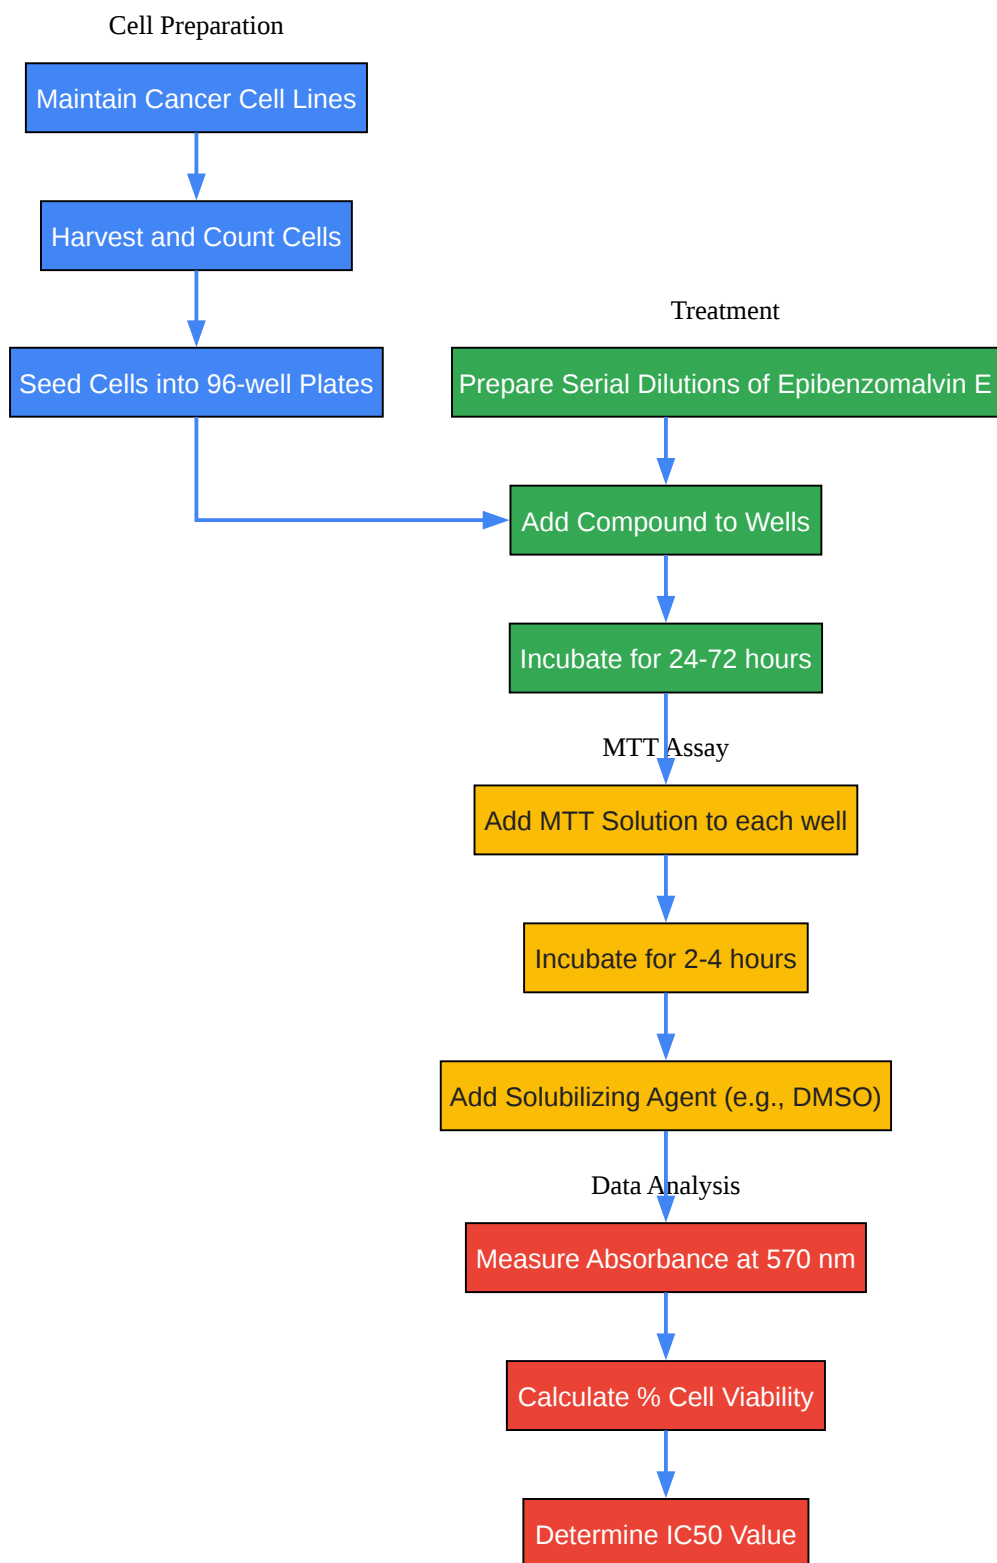 Cell Preparation
Maintain Cancer Cell Lines
Harvest and Count Cells
Seed Cells into 96-well Plates
Treatment
Prepare Serial Dilutions of Epibenzomalvin E
Add Compound to Wells
Incubate for 24-72 hours
MTT Assay
Add MTT Solution to each well
Incubate for 2-4 hours
Add Solubilizing Agent (e.g., DMSO)
Data Analysis
Measure Absorbance at 570 nm
Calculate % Cell Viability
Determine IC50 Value